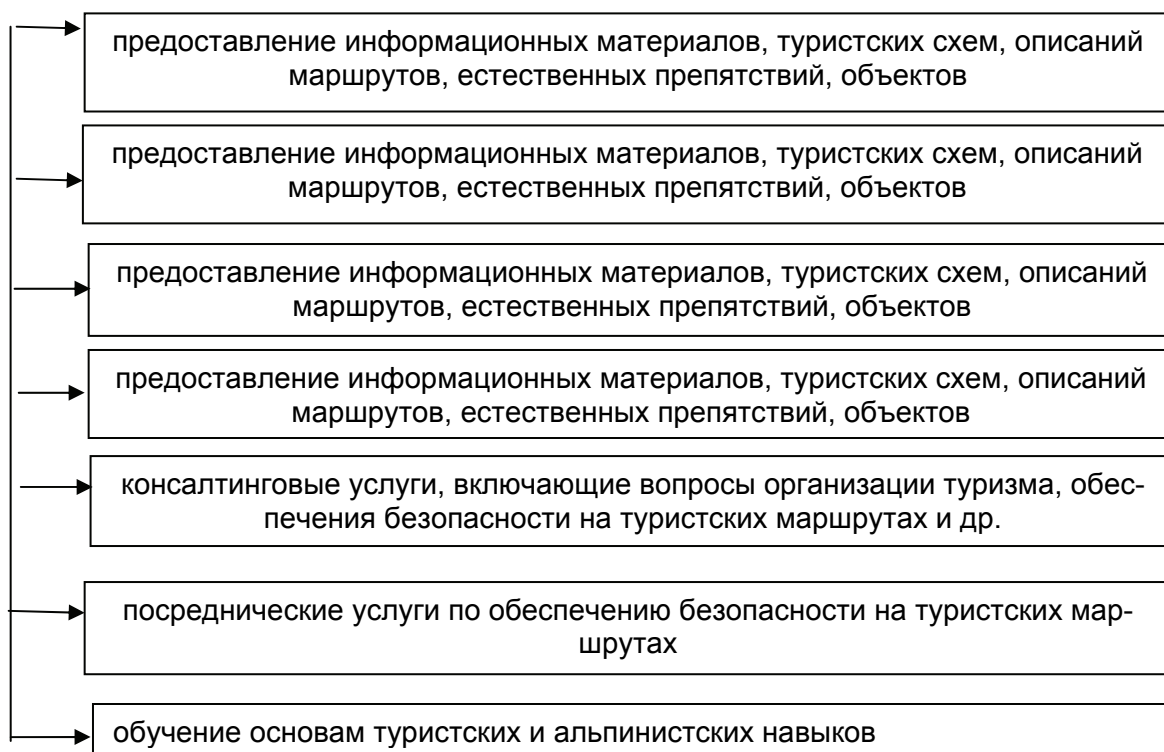 предоставление информационных материалов, туристских схем, описаний
маршрутов, естественных препятствий, объектов
предоставление информационных материалов, туристских схем, описаний
маршрутов, естественных препятствий, объектов
предоставление информационных материалов, туристских схем, описаний
маршрутов, естественных препятствий, объектов
предоставление информационных материалов, туристских схем, описаний
маршрутов, естественных препятствий, объектов
консалтинговые услуги, включающие вопросы организации туризма, обес-
печения безопасности на туристских маршрутах и др.
посреднические услуги по обеспечению безопасности на туристских мар-
шрутах
обучение основам туристских и альпинистских навыков